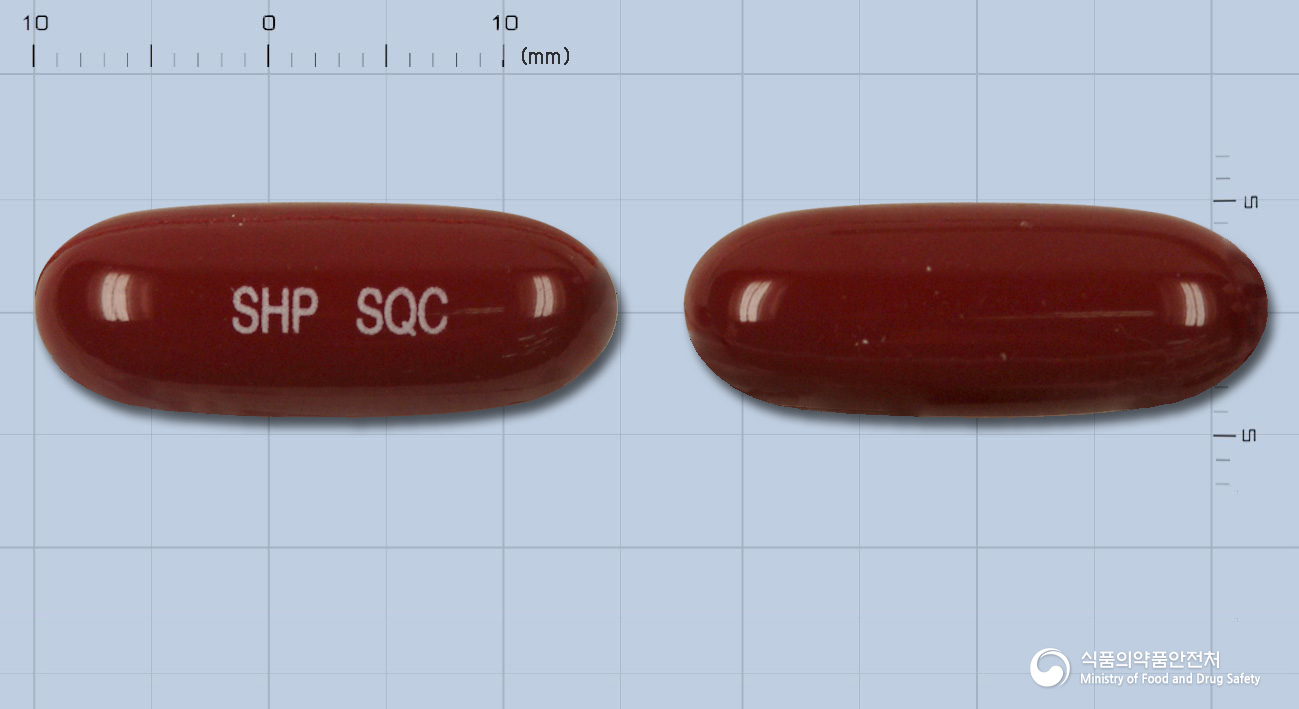 10 0 10 (mm)
5
SHP SQC
5
식품의약품안전처
Ministry of Food and Drug Safety